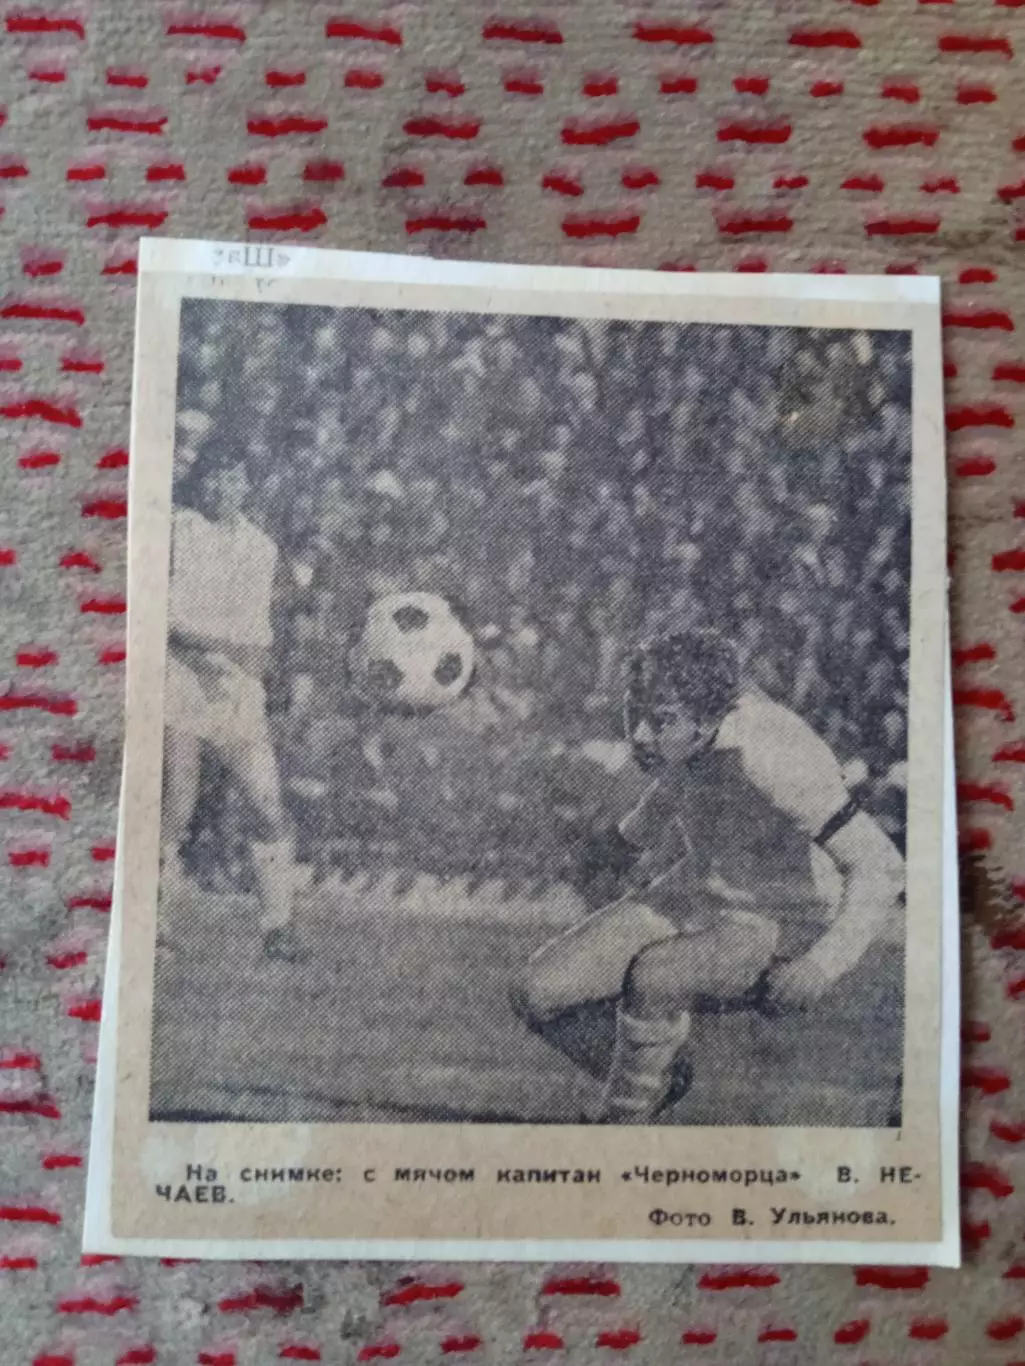 На снимке: с мячом капитан «Черноморца» В. НЕ-
ЧАЕВ.
Фото В. Ульянова.